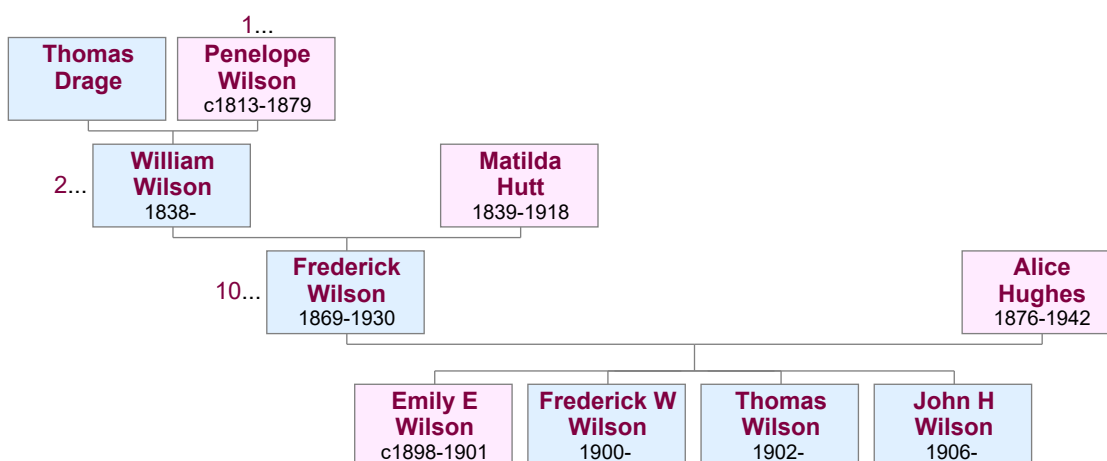 1...
Thomas
Drage
Penelope
Wilson
c1813-1879
2...
William
Wilson
1838-
Matilda
Hutt
1839-1918
10...
Frederick
Wilson
1869-1930
Alice
Hughes
1876-1942
Emily E
Wilson
c1898-1901
Frederick W
Wilson
1900-
Thomas
Wilson
1902-
John H
Wilson
1906-